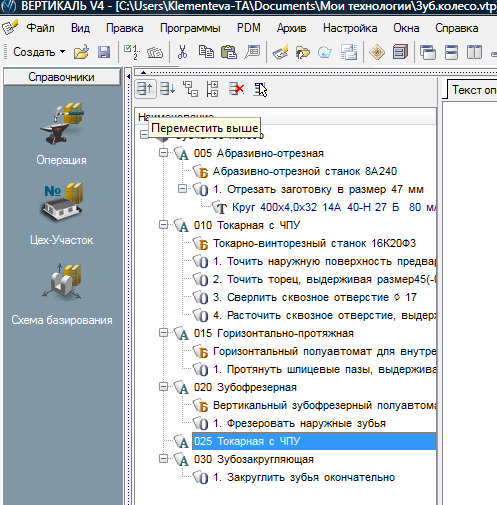 ВЕРТИКАЛЬ V4 - [C:\Users\Klementeva-TA\Documents\Мои технологии\Зуб.колесо.vtp
Файл Вид Правка Программы PDM Архив Настройка Окна Справка
Создать
Справочники
Наименование
Текст оп
Переместить выше
005 Абразивно-отрезная
Абразивно-отрезной станок 8А240
Операция
1. Отрезать заготовку в размер 47 мм
Круг 400х4,0х32 14А 40-Н 27 Б 80 м/
010 Токарная с ЧПУ
Цех-Участок
Токарно-винторезный станок 16К20Ф3
1. Точить наружную поверхность предвар
2. Точить торец, выдерживая размер45(-0
3. Сверлить сквозное отверстие ⌀ 17
Схема базирования
4. Расточить сквозное отверстие, выдерж
015 Горизонтально-протяжная
Горизонтальный полуавтомат для внутре
1. Протянуть шлицевые пазы, выдержива
020 Зубофрезерная
Вертикальный зубофрезерный полуавтома
1. Фрезеровать наружные зубья
025 Токарная с ЧПУ
030 Зубозакругляющая
1. Закруглить зубья окончательно